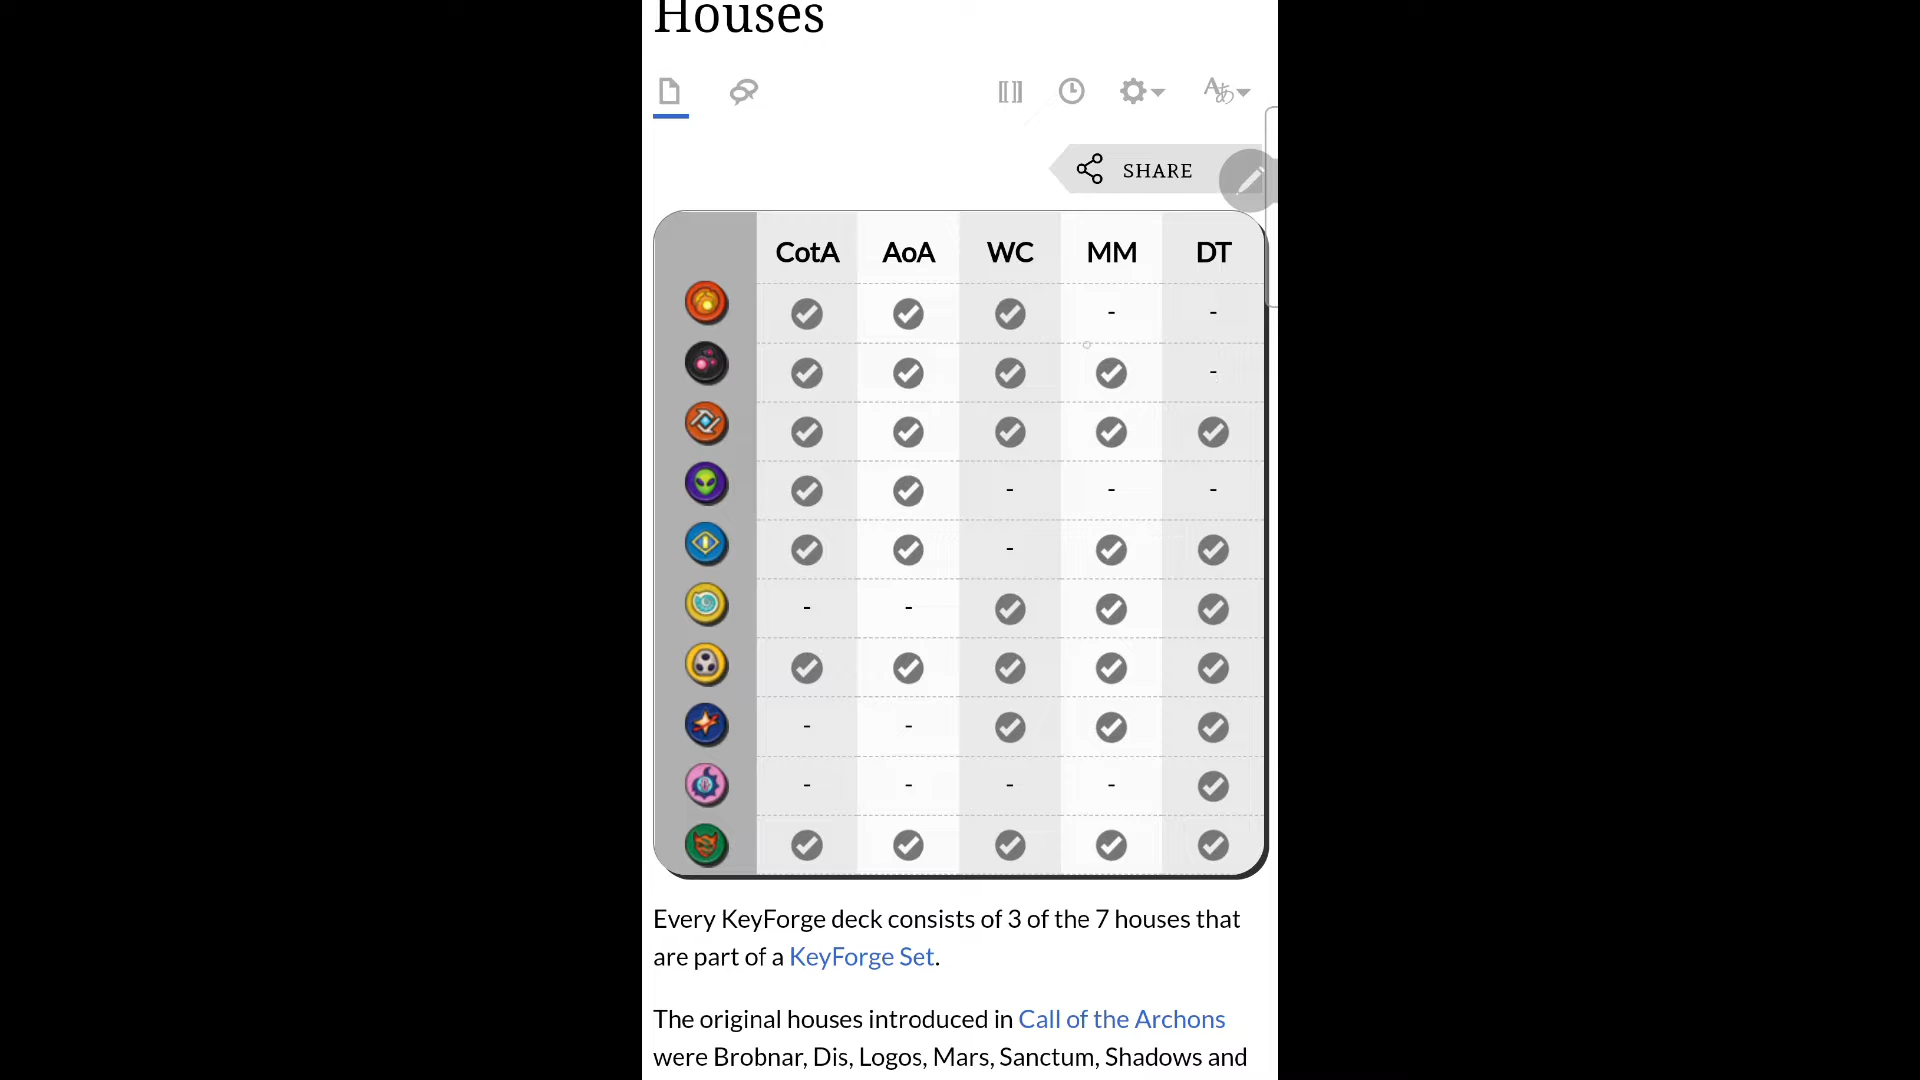 Houses
SHARE
CotA AoA WC MM DT
- -
-
- - -
-
- -
- -
- - - -
Every KeyForge deck consists of 3 of the 7 houses that
are part of a KeyForge Set.
The original houses introduced in Call of the Archons
were Brobnar, Dis, Logos, Mars, Sanctum, Shadows and